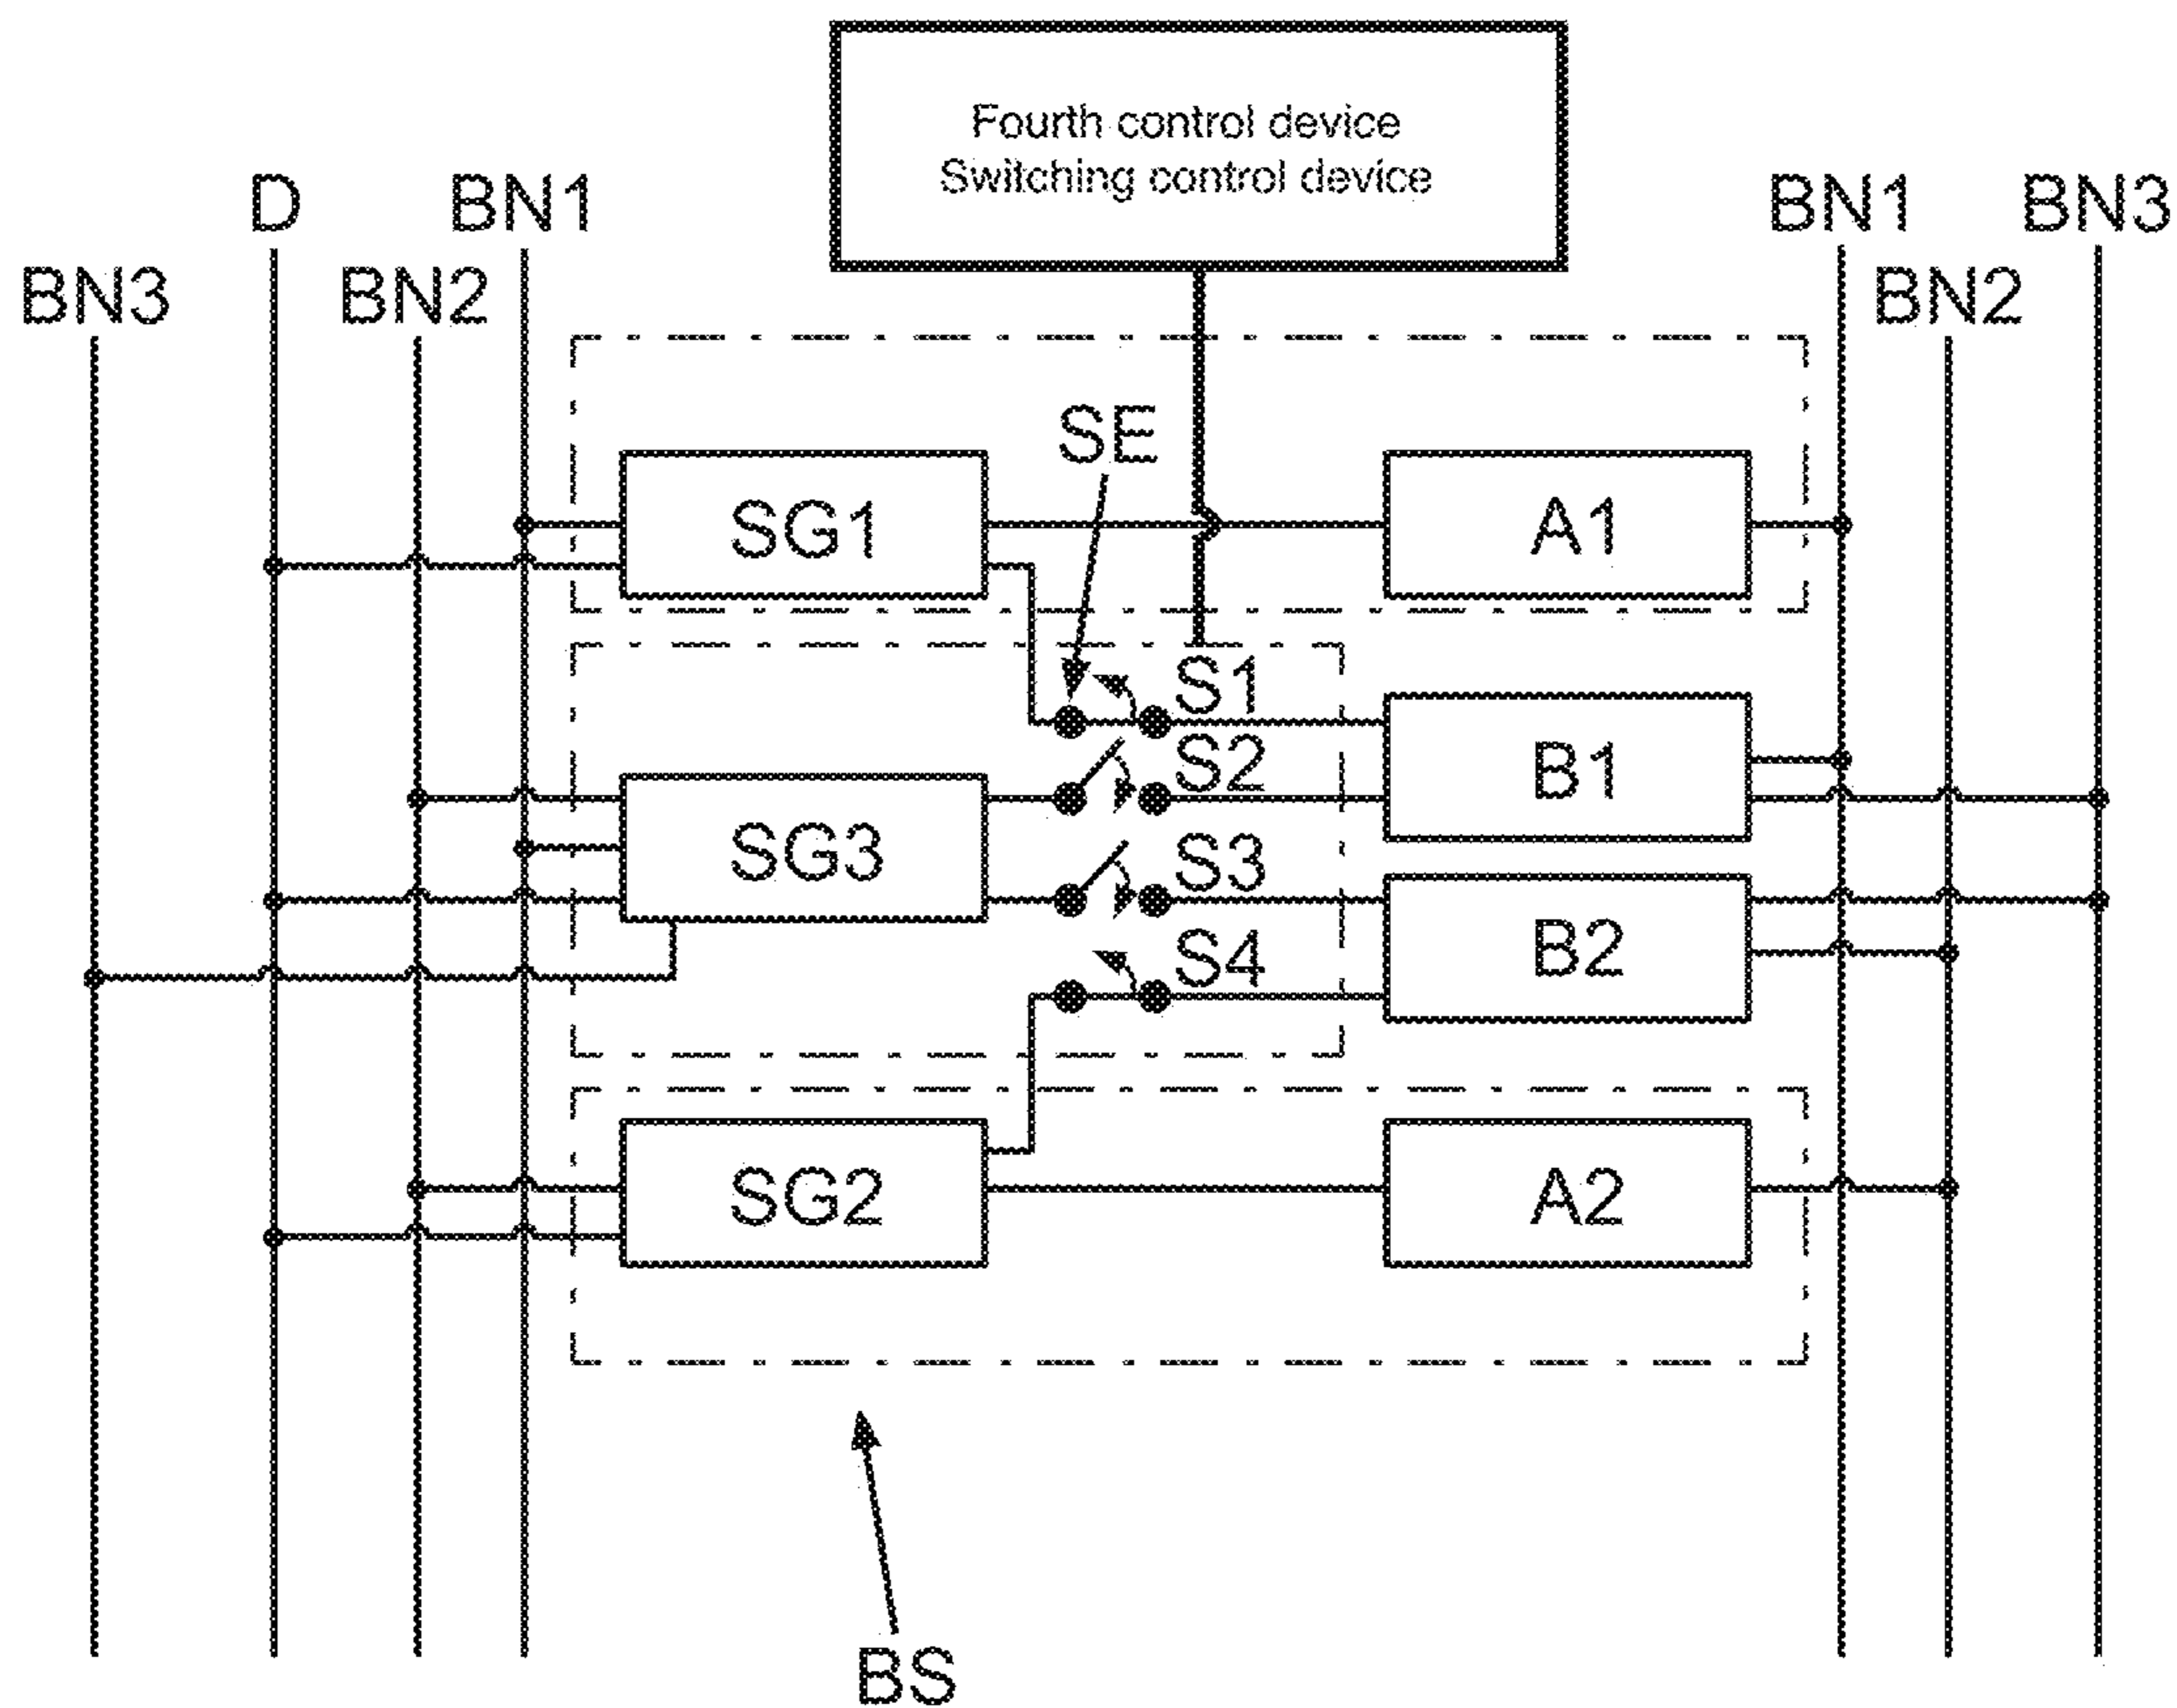 Fourth control device
Switching control device
D
BN1
BN1
BN3
BN3
BN2
BN2
SE
SG1
A1
S1
S2
B1
SG3
S3
B2
S4
SG2
A2
BS